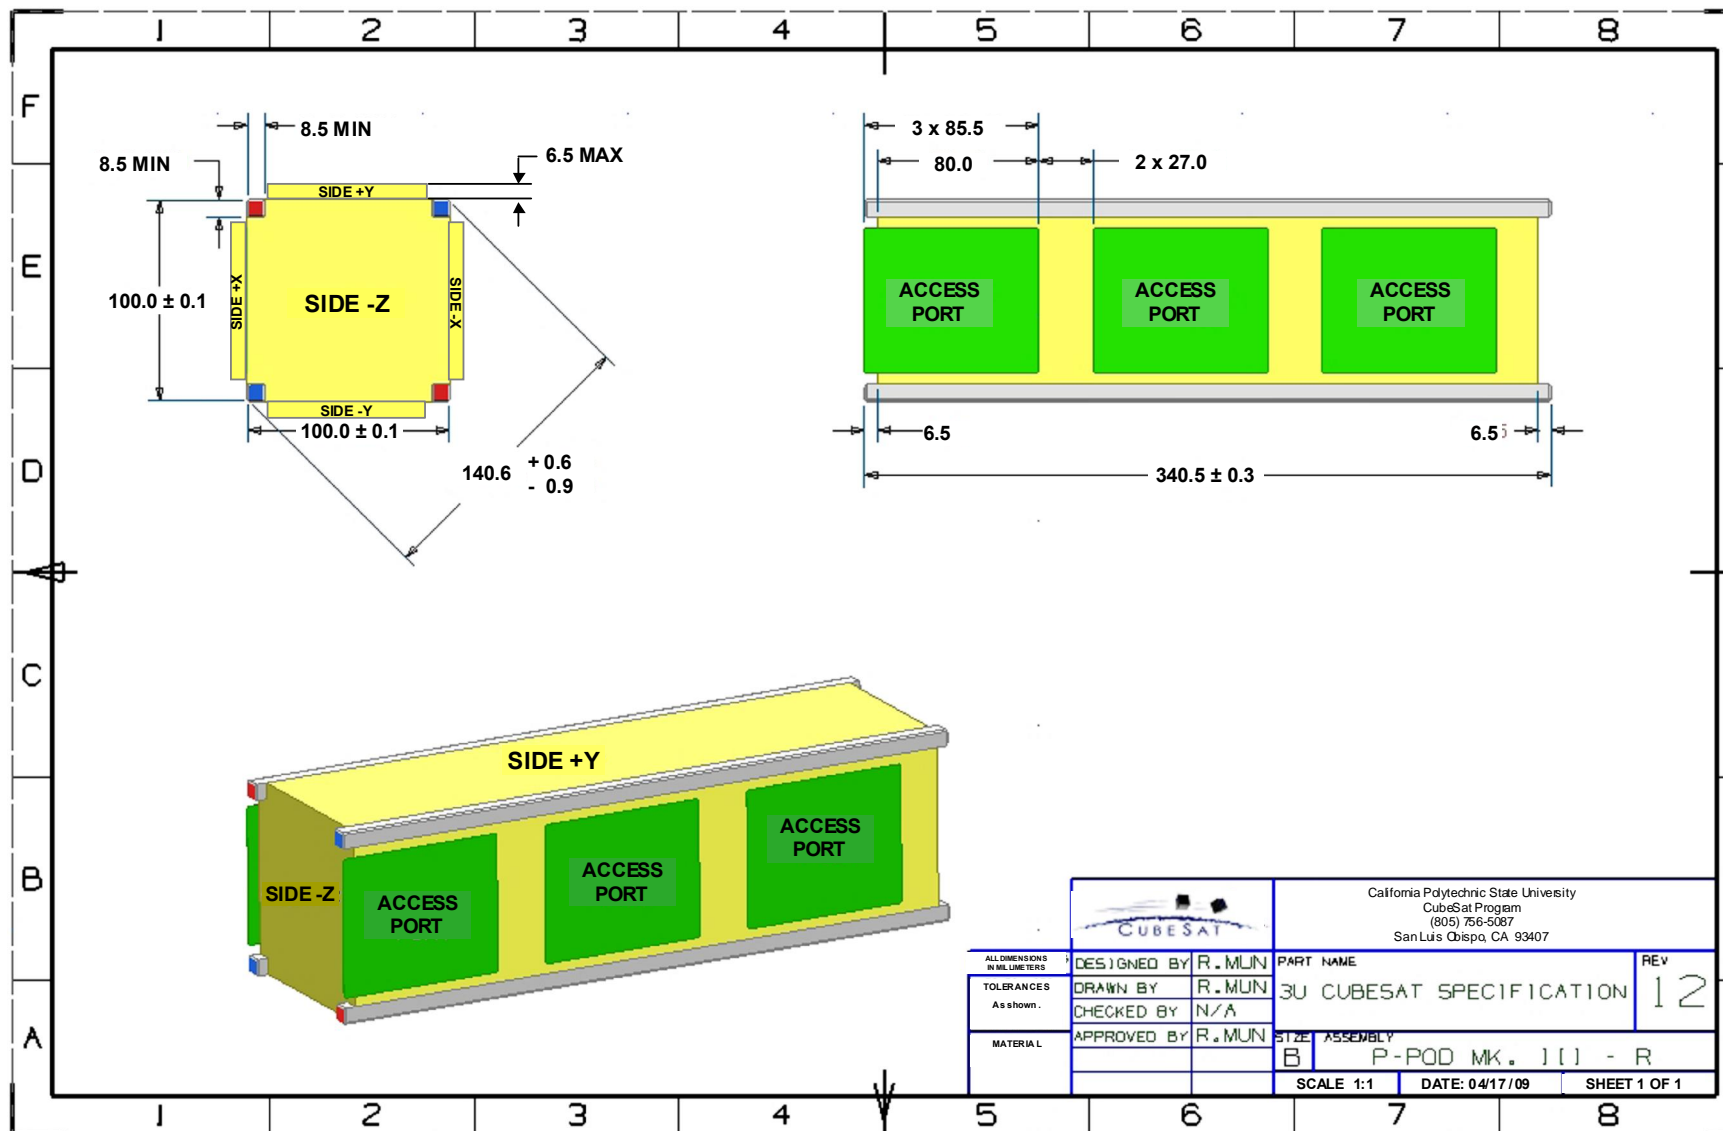 1 2 3 4 5 6 7 8
F
E
D
C
B
A
8.5 MIN
8.5 MIN
6.5 MAX
SIDE +Y
SIDE +X
SIDE -Z
SIDE -X
SIDE -Y
100.0 ± 0.1
100.0 ± 0.1
140.6
+ 0.6
- 0.9
3 x 85.5
80.0
2 x 27.0
ACCESS
PORT
ACCESS
PORT
ACCESS
PORT
6.5
6.5
340.5 ± 0.3
SIDE +Y
SIDE -Z
ACCESS
PORT
ACCESS
PORT
ACCESS
PORT
CUBESAT
California Polytechnic State University
CubeSat Program
(805) 756-5087
San Luis Obispo, CA 93407
ALL DIMENSIONS
IN MILLIMETERS
TOLERANCES
As shown.
MATERIAL
DESIGNED BY R.MUN
DRAWN BY R.MUN
CHECKED BY N/A
APPROVED BY R.MUN
PART NAME
3U CUBESAT SPECIFICATION
REV
12
SIZE
B
ASSEMBLY
P-POD MK. III - R
SCALE 1:1
DATE: 04/17/09
SHEET 1 OF 1
1 2 3 4 5 6 7 8